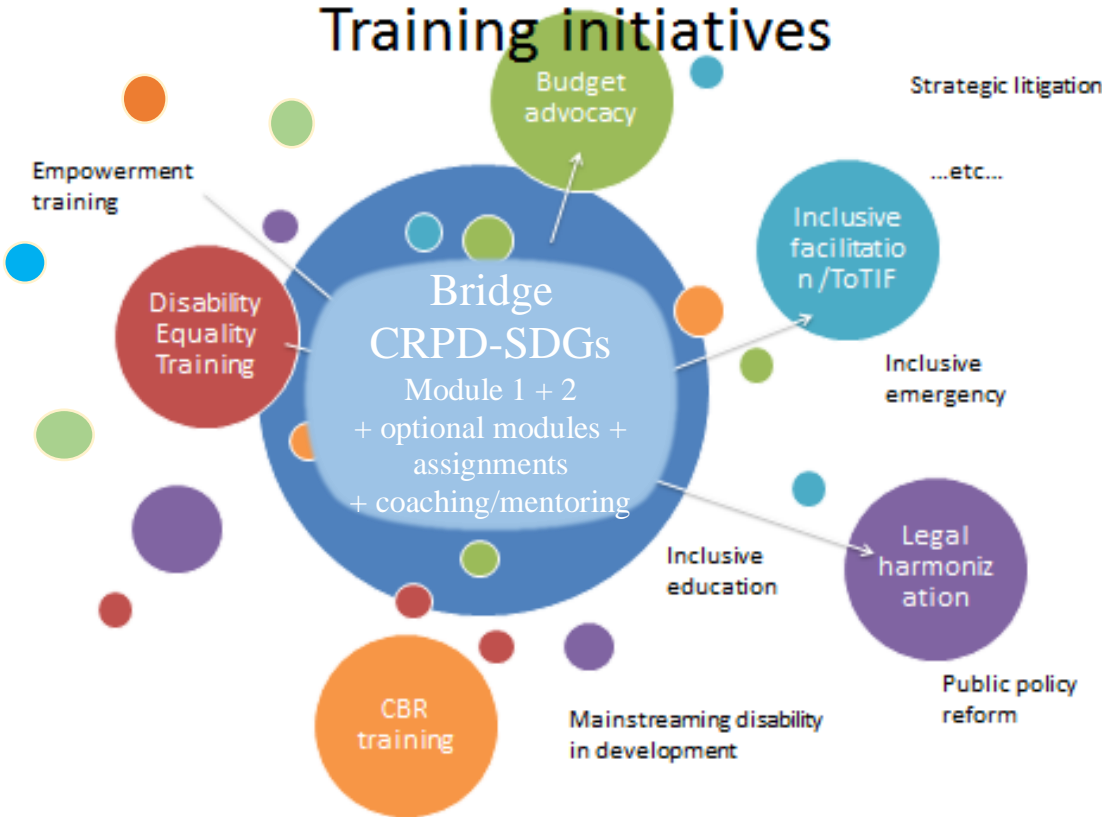 Training initiatives
Budget
advocacy
Strategic litigation
...etc...
Empowerment
training
Inclusive
facilitatio
n /ToTIF
Disability
Equality
Training
Bridge
CRPD-SDGs
Module 1 + 2
+ optional modules +
assignments
+ coaching/mentoring
Inclusive
emergency
Inclusive
education
Legal
harmoniz
ation
Public policy
reform
CBR
training
Mainstreaming disability
in development